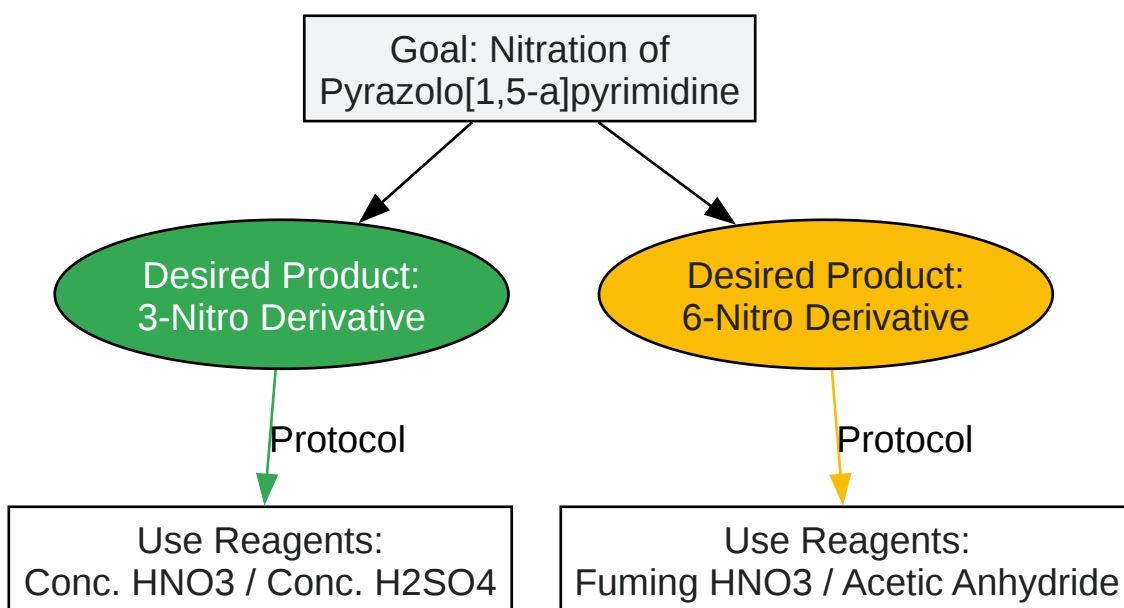 Goal: Nitration of
Pyrazolo[1,5-a]pyrimidine
Desired Product:
3-Nitro Derivative
Desired Product:
6-Nitro Derivative
Protocol
Protocol
Use Reagents:
Conc. HNO3 / Conc. H2SO4
Use Reagents:
Fuming HNO3 / Acetic Anhydride